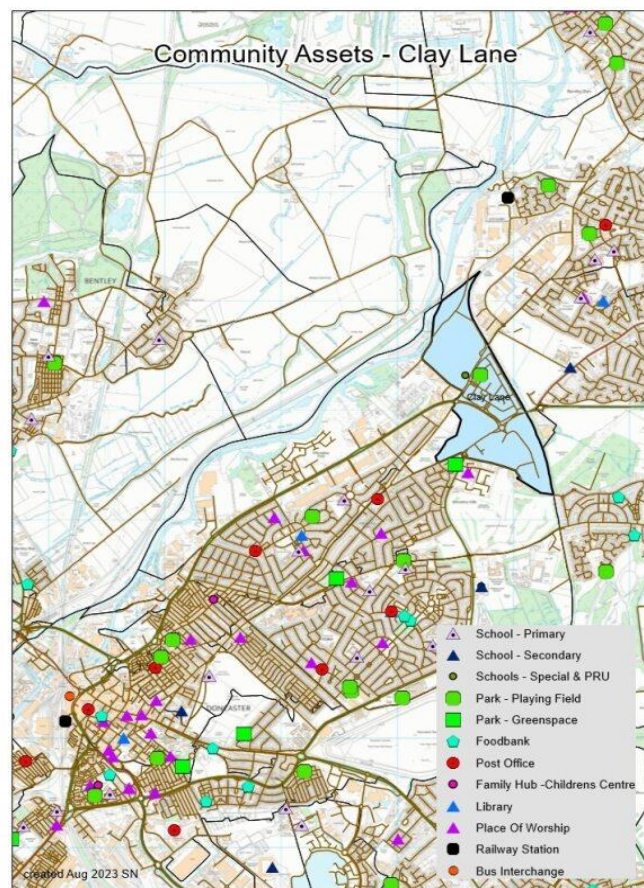 Community Assets - Clay Lane
BENTLEY
Clay Lane
DONCASTER
School - Primary
School - Secondary
Schools - Special & PRU
Park - Playing Field
Park - Greenspace
Foodbank
Post Office
Family Hub -Childrens Centre
Library
Place Of Worship
Railway Station
Bus Interchange
created Aug 2023 SN